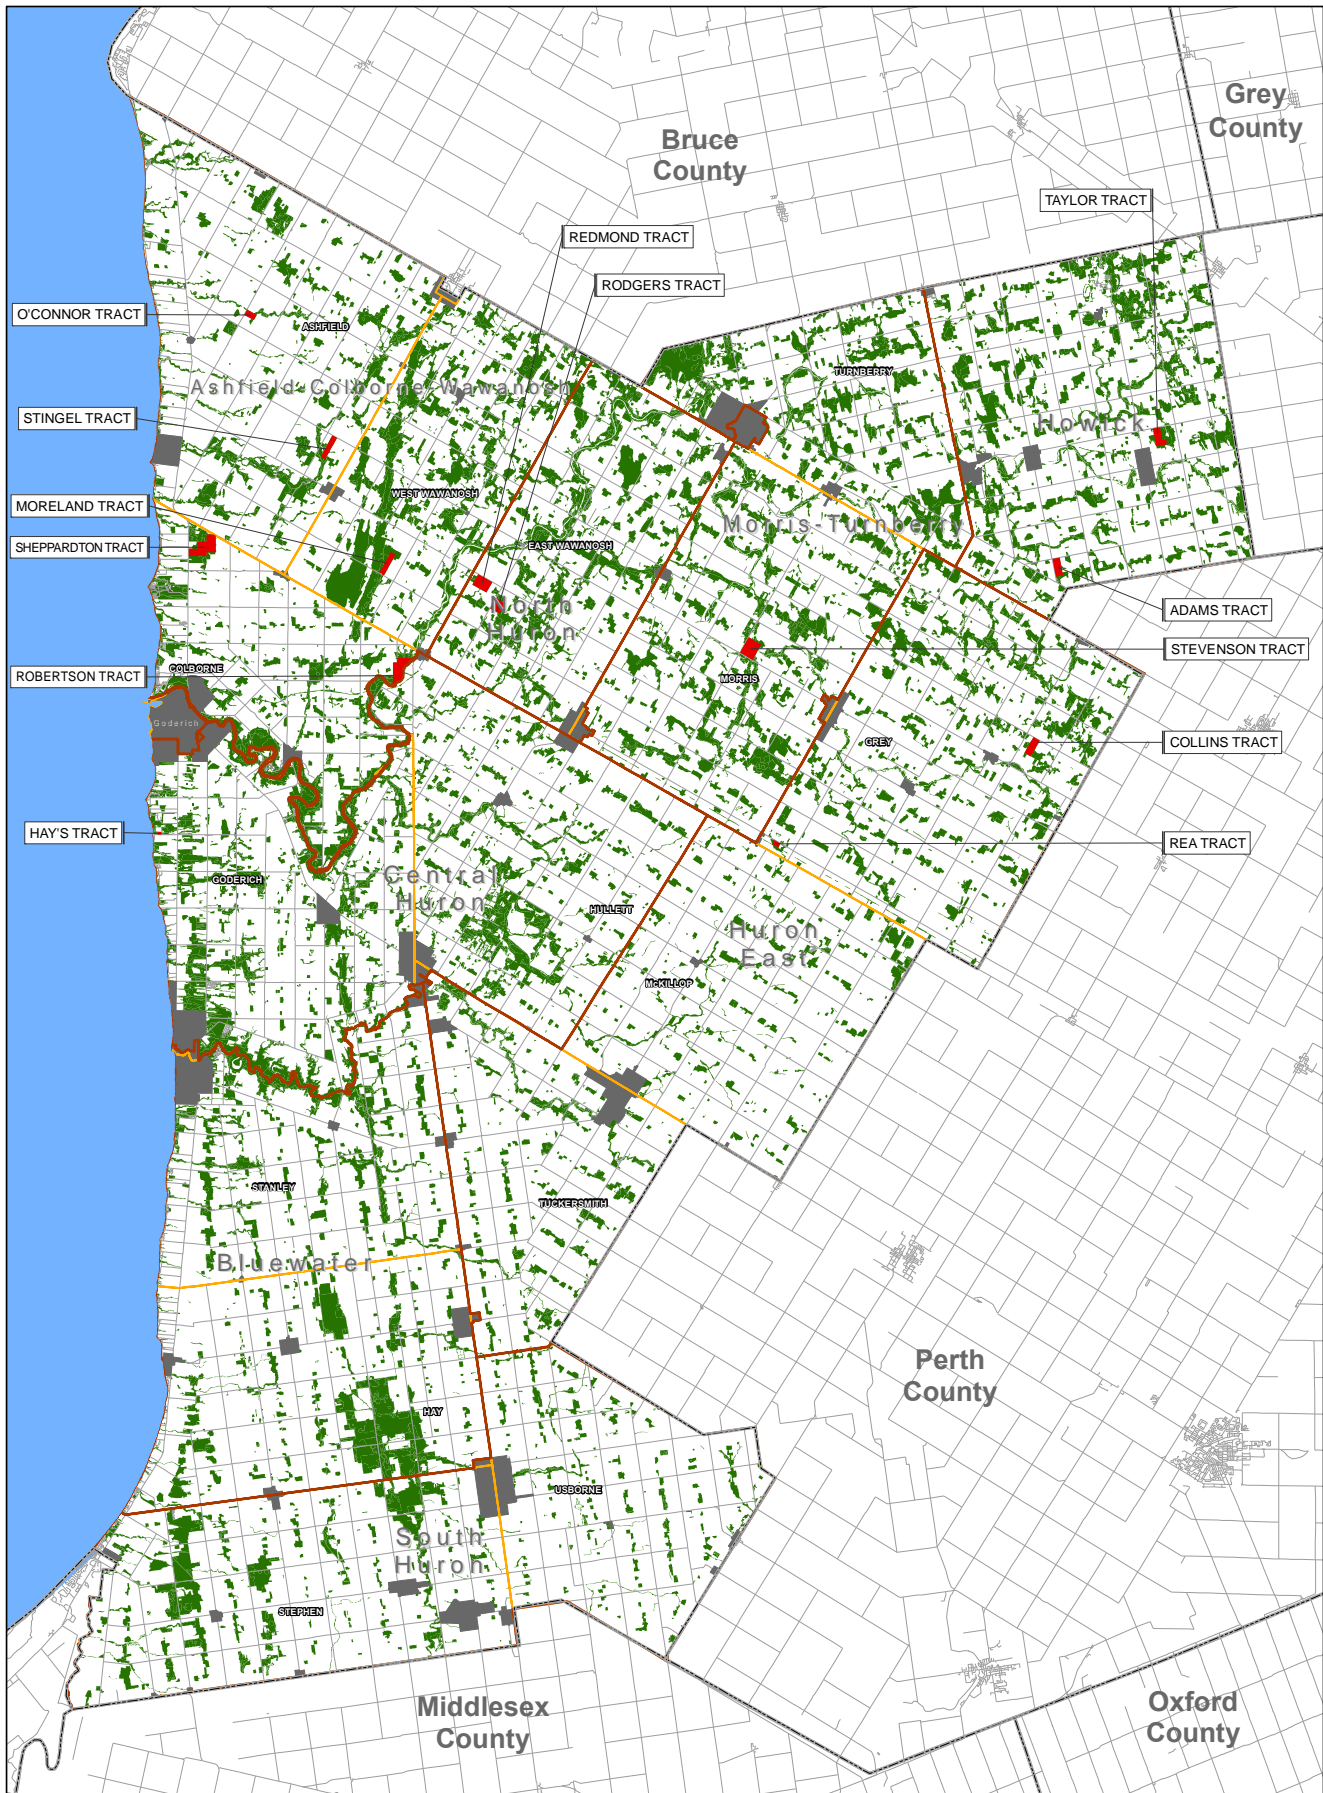 Grey
County
Bruce
County
TAYLOR TRACT
REDMOND TRACT
RODGERS TRACT
O'CONNOR TRACT
ASHFIELD
TURNBERRY
Ashfield-Colborne-Wawanosh
STINGEL TRACT
Howick
WEST WAWANOSH
MORELAND TRACT
Morris-Turnberry
SHEPPARDTON TRACT
EAST WAWANOSH
North
Huron
ADAMS TRACT
STEVENSON TRACT
COLBORNE
ROBERTSON TRACT
MORRIS
Goderich
GREY
COLLINS TRACT
HAY'S TRACT
REA TRACT
GODERICH
Central
Huron
HULLETT
Huron
East
McKILLOP
STANLEY
TUCKERSMITH
Bluewater
Perth
County
HAY
USBORNE
South
Huron
STEPHEN
Middlesex
County
Oxford
County